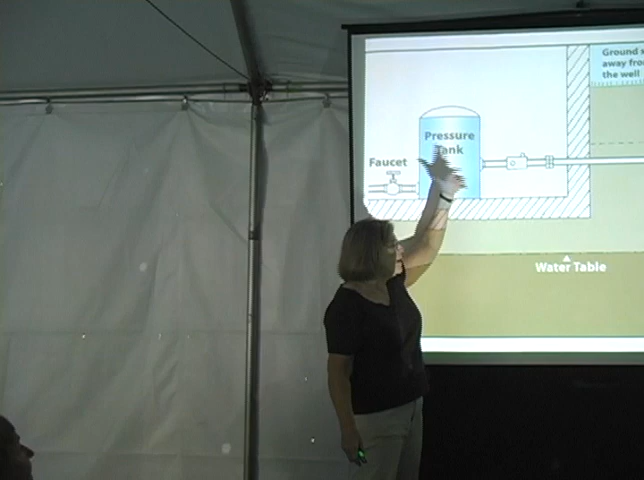 Ground s
away fro
the well
Pressure
Tank
Faucet
Water Table